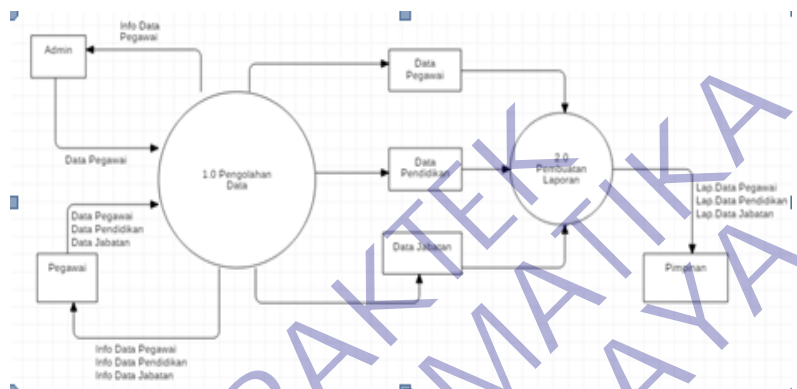 Info Data
Pegawai
Admin
Data Pegawai
1.0 Pengolahan
Data
Data Pegawai
Data Pendidikan
Data Jabatan
Pegawai
Info Data Pegawai
Info Data Pendidikan
Info Data Jabatan
Data
Pegawai
Data
Pendidikan
Data Jabatan
2.0
Pembuatan
Laporan
Lap.Data Pegawai
Lap.Data Pendidikan
Lap.Data Jabatan
Pimpinan
PRAKTEK
MATIKA
JAYA